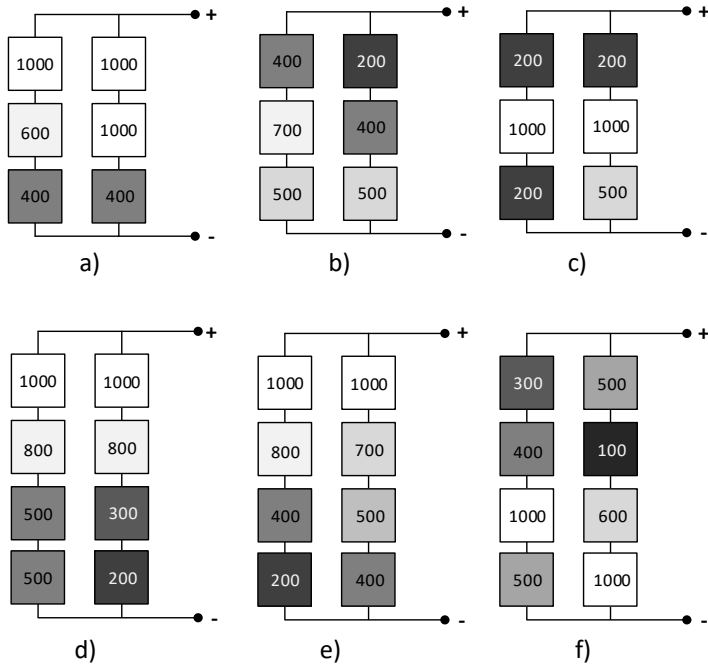 + + +
1000 1000 400 200 200 200
600 1000 700 400 1000 1000
400 400 500 500 200 500
- - -
a) b) c)
+ + +
1000 1000 1000 1000 300 500
800 800 800 700 400 100
500 300 400 500 1000 600
500 200 200 400 500 1000
- - -
d) e) f)